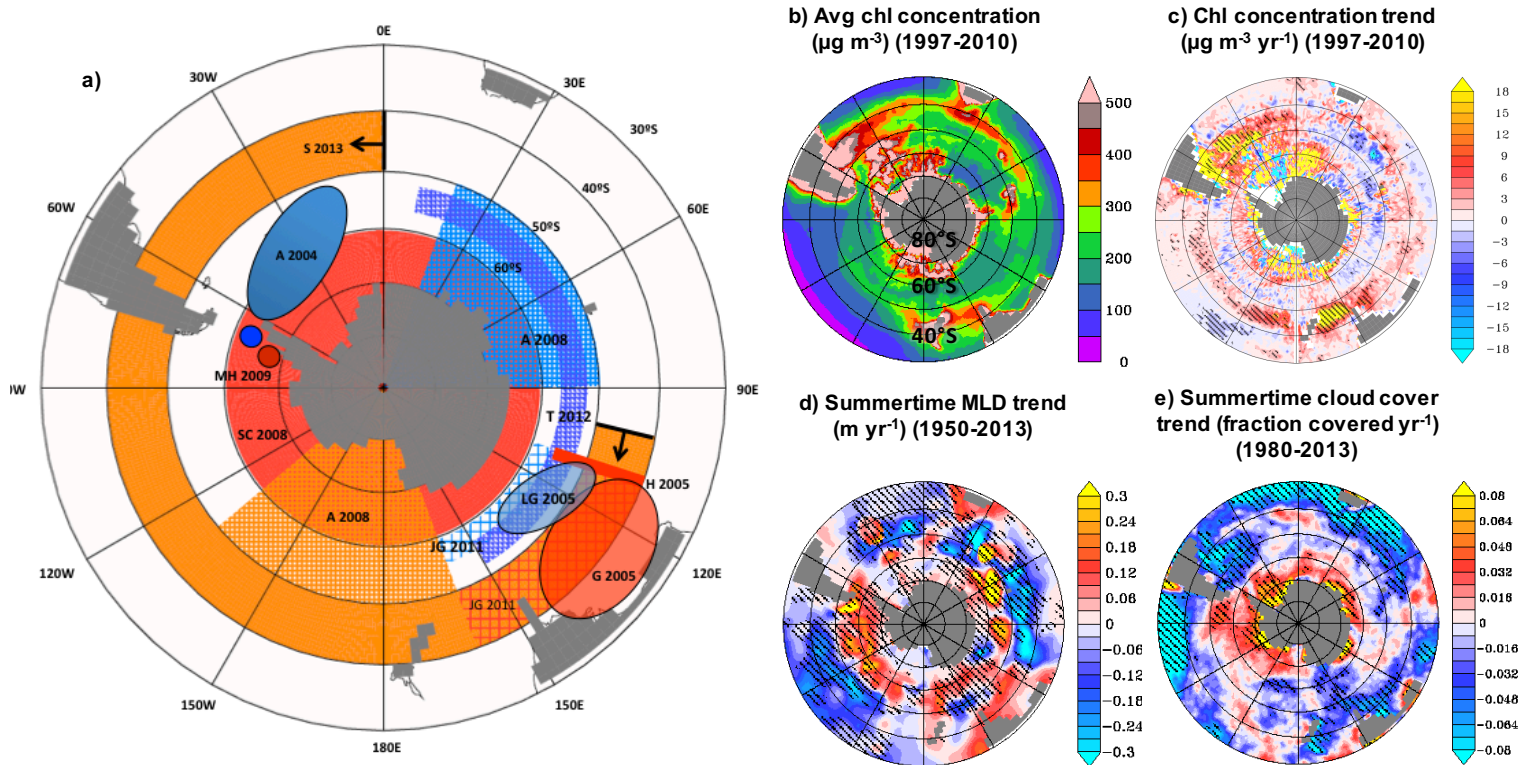 a)
0E
30E
60E
90E
120E
150E
180E
150W
120W
0W
60W
30W
30ºS
40ºS
50ºS
60ºS
S 2013
A 2004
A 2008
MH 2009
SC 2008
A 2008
T 2012
H 2005
LG 2005
JG 2011
G 2005
JG 2011
b) Avg chl concentration
(µg m-3) (1997-2010)
80°S
60°S
40°S
500
400
300
200
100
0
c) Chl concentration trend
(µg m-3 yr-1) (1997-2010)
18
15
12
9
6
3
0
−3
−6
−9
−12
−15
−18
d) Summertime MLD trend
(m yr-1) (1950-2013)
0.3
0.24
0.18
0.12
0.06
0
−0.06
−0.12
−0.18
−0.24
−0.3
e) Summertime cloud cover
trend (fraction covered yr-1)
(1980-2013)
0.08
0.064
0.048
0.032
0.016
0
−0.016
−0.032
−0.048
−0.064
−0.08